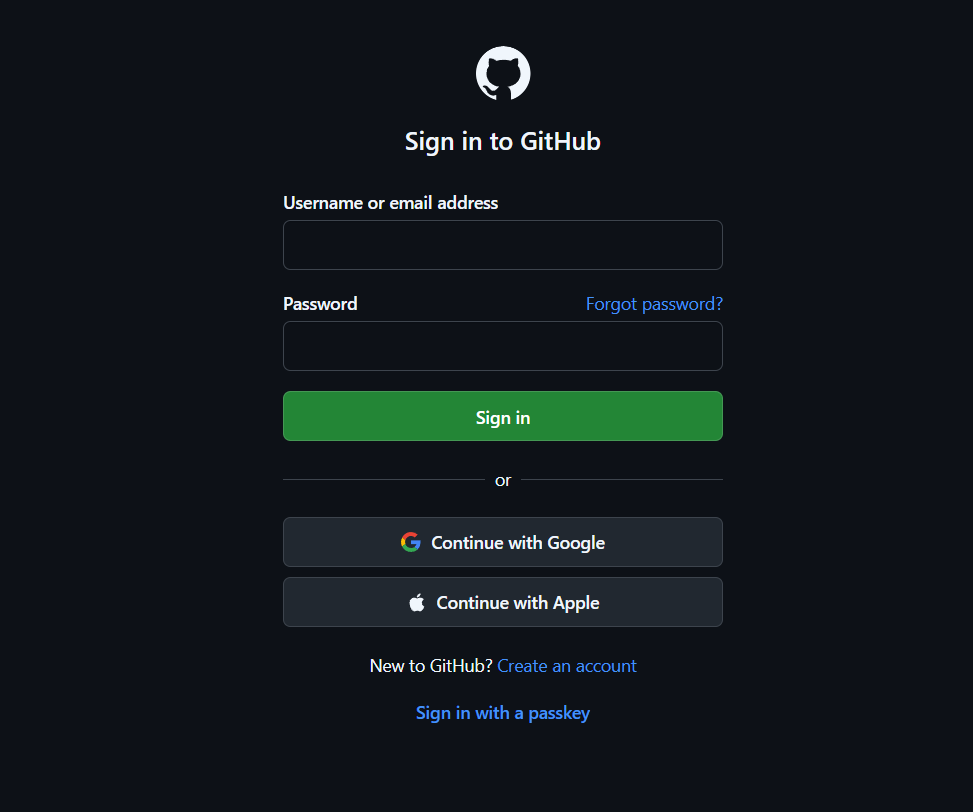 Sign in to GitHub
Username or email address
Password Forgot password?
Sign in
or
Continue with Google
Continue with Apple
New to GitHub? Create an account
Sign in with a passkey